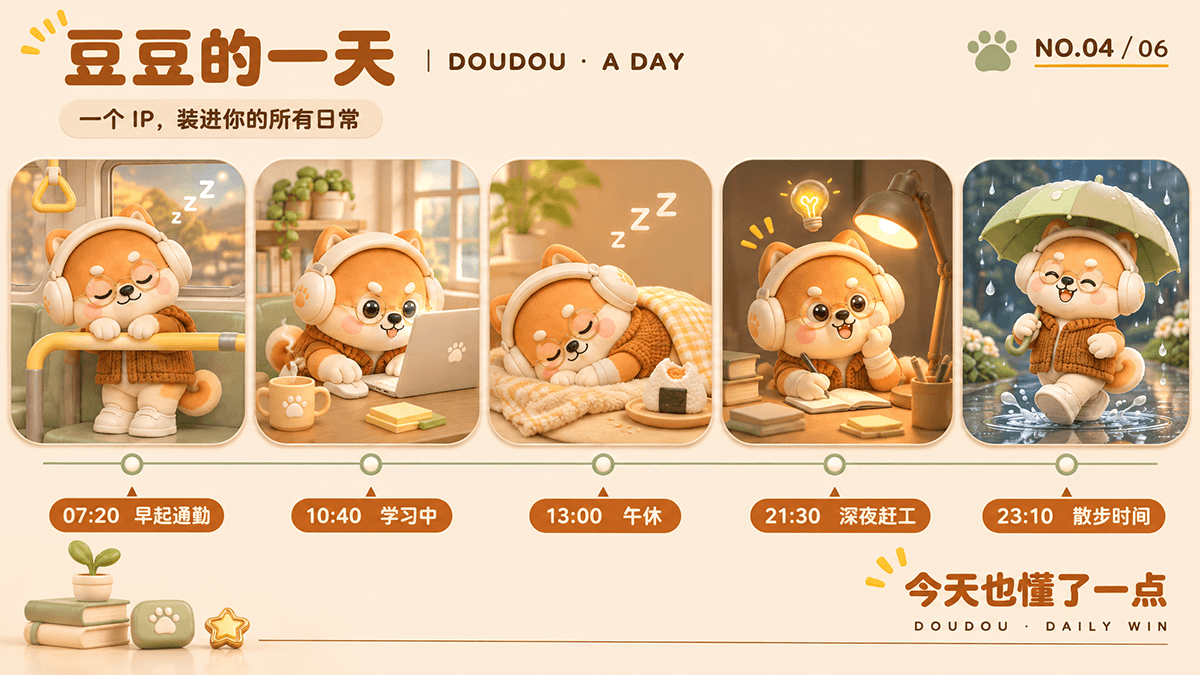 豆豆的一天
DOUDOU · A DAY
NO.04 / 06
一个 IP，装进你的所有日常
z z Z
z Z Z
07:20 早起通勤
10:40 学习中
13:00 午休
21:30 深夜赶工
23:10 散步时间
今天也懂了一点
DOUDOU · DAILY WIN